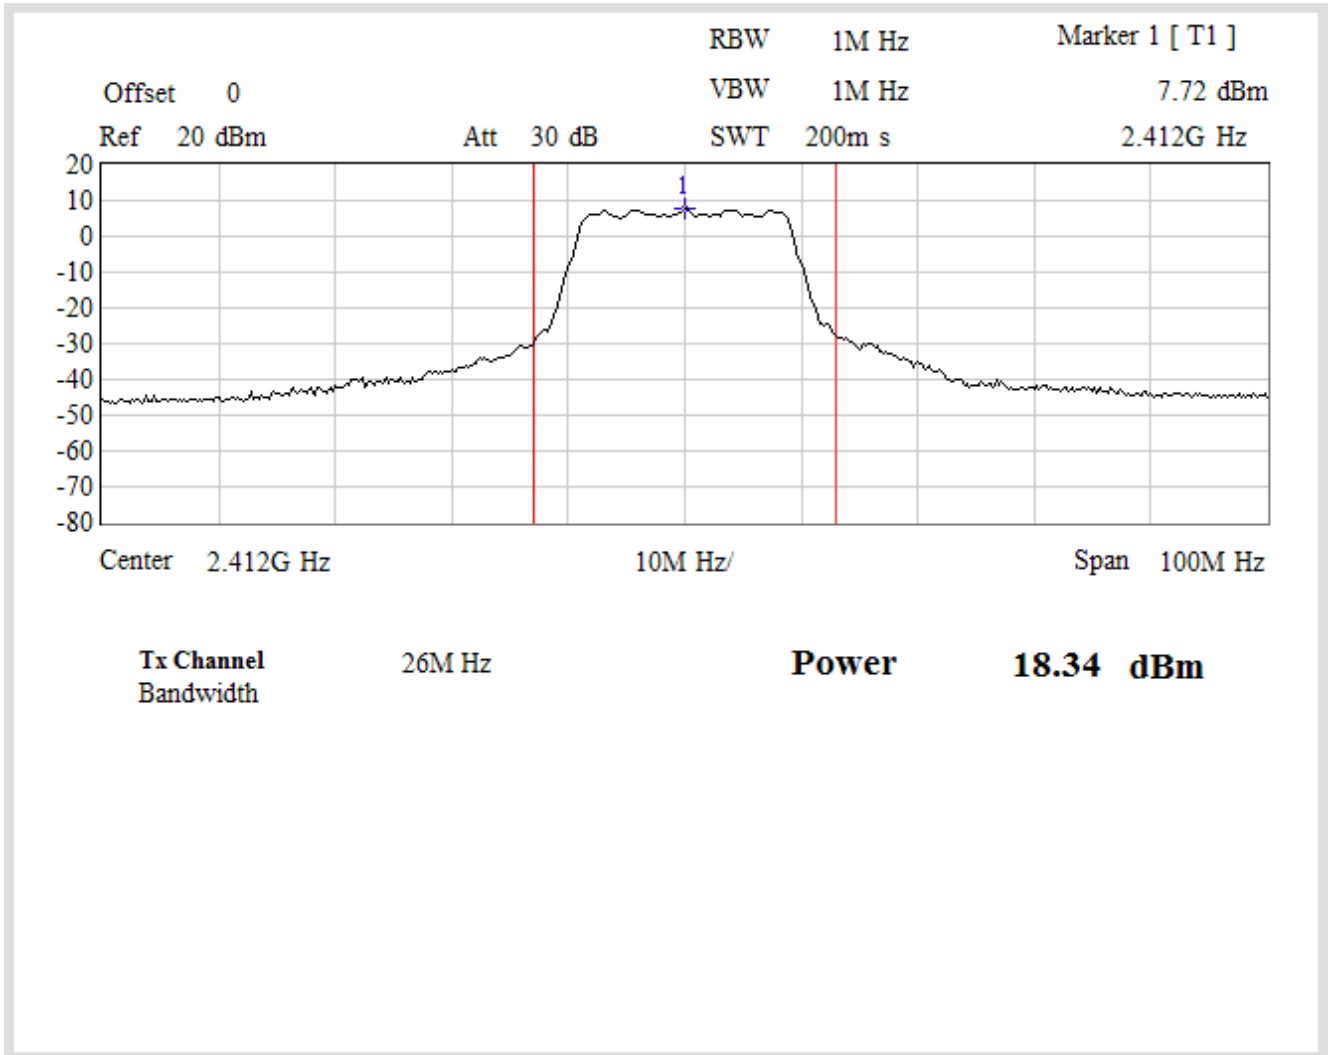 RBW 1M Hz Marker 1 [ T1 ]
Offset 0 VBW 1M Hz 7.72 dBm
Ref 20 dBm Att 30 dB SWT 200m s 2.412G Hz
20
1
10
0
-10
-20
-30
-40
-50
-60
-70
-80
Center 2.412G Hz 10M Hz/ Span 100M Hz
Tx Channel 26M Hz Power 18.34 dBm
Bandwidth